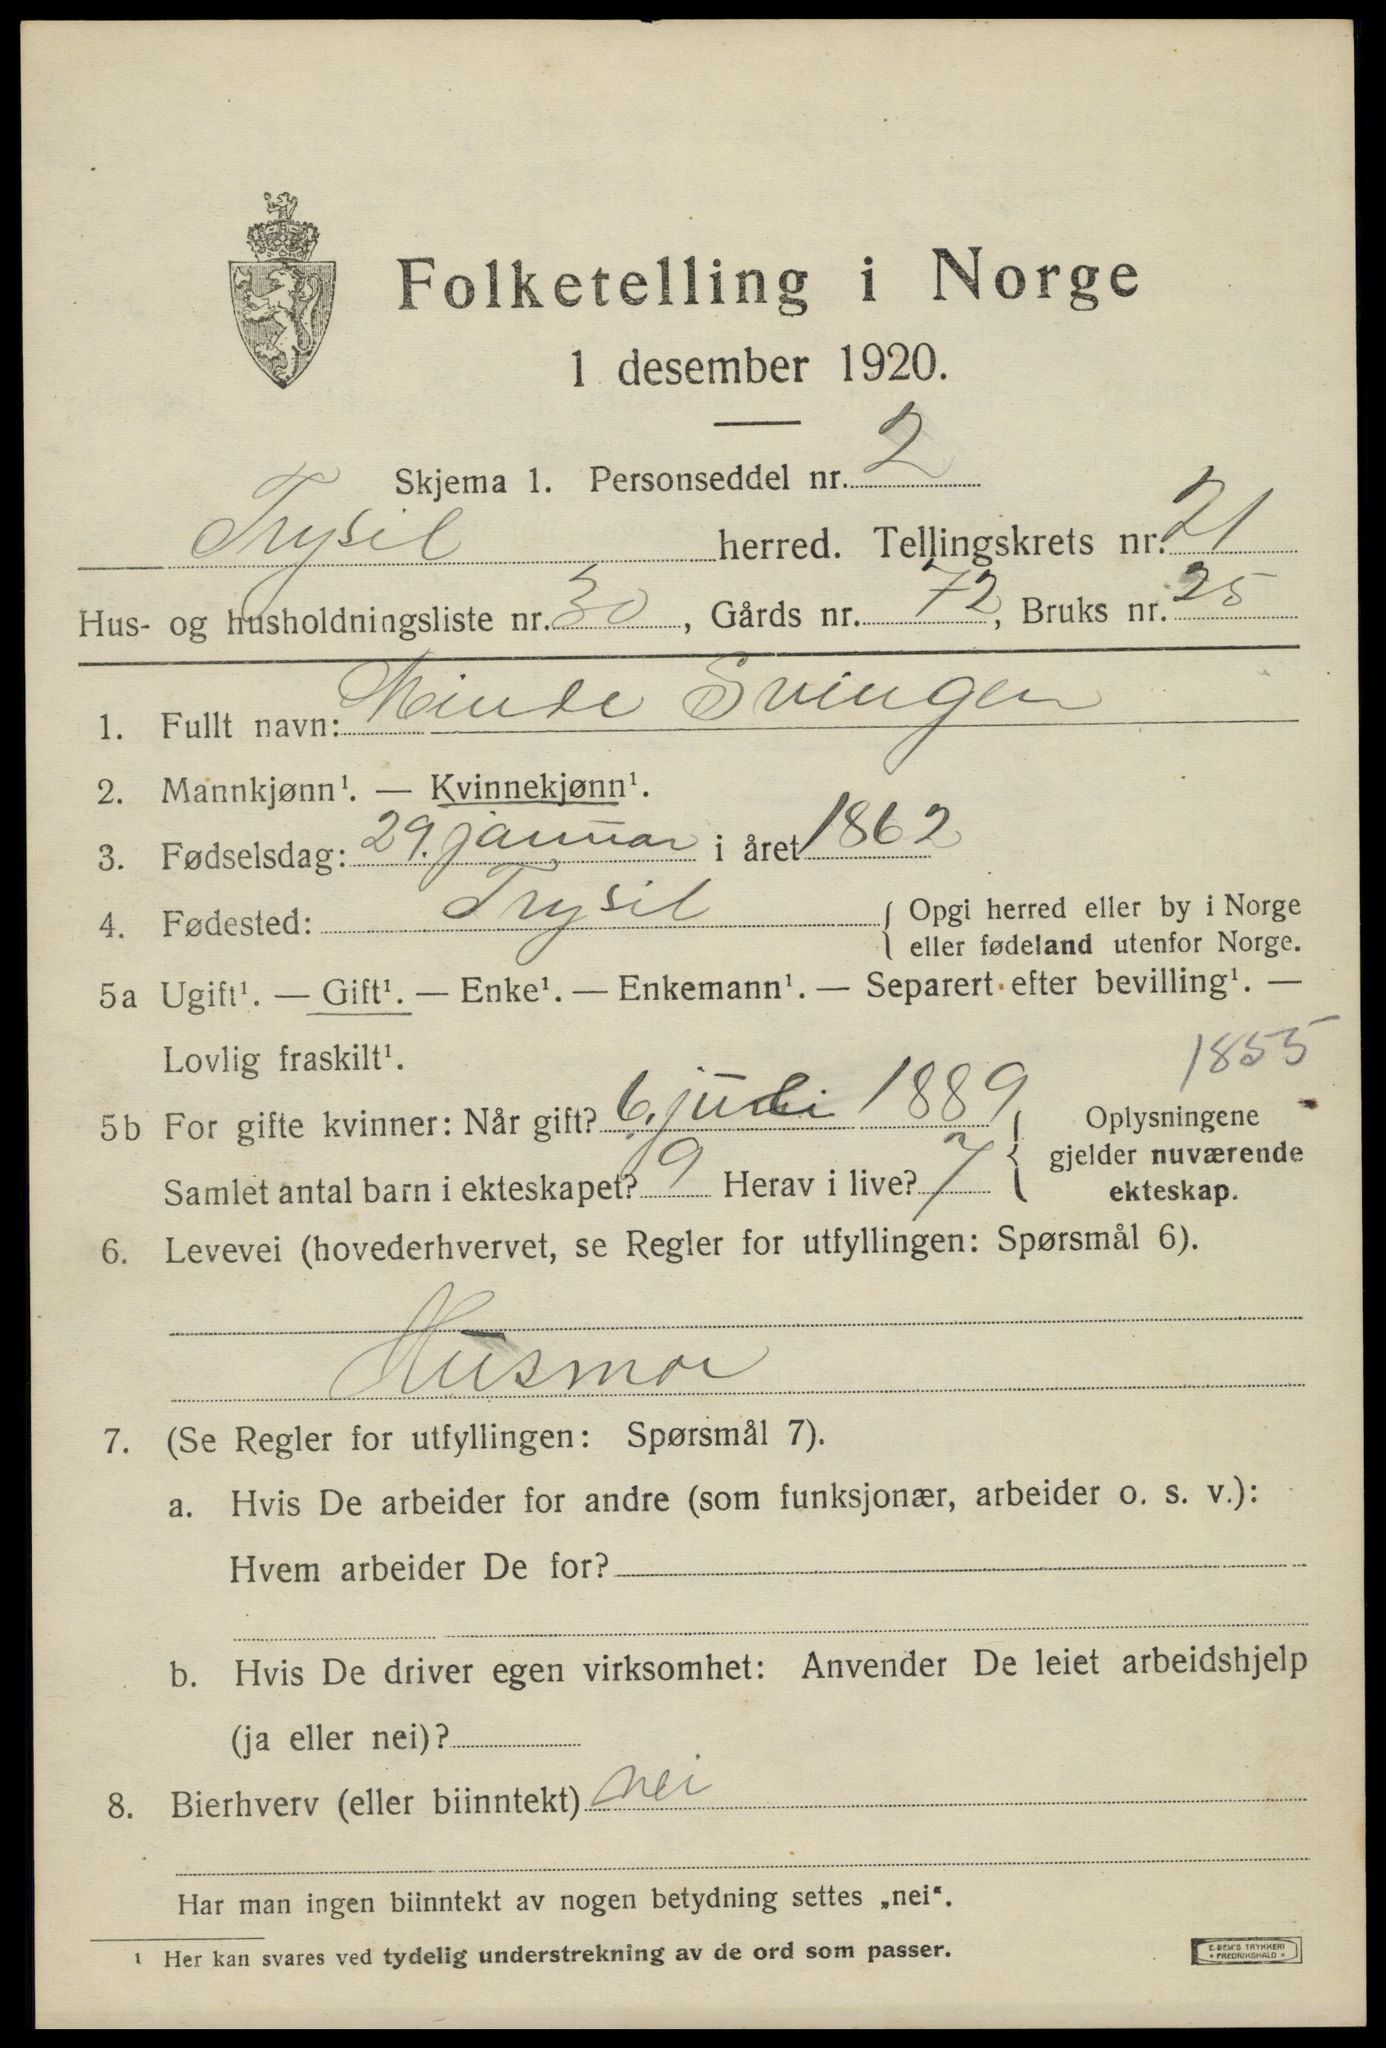 Folketelling i Norge
1 desember 1920.
Skjema 1. Personseddel nr. 2
Trysil herred. Tellingskrets nr. 21
Hus- og husholdningsliste nr. 30, Gårds nr. 72, Bruks nr. 25
1. Fullt navn: Svingen
2. Mannkjønn¹. — Kvinnekjønn¹.
3. Fødselsdag: 29. januar i året 1862
4. Fødested: Trysil { Opgi herred eller by i Norge
eller fødeland utenfor Norge.
5a Ugift¹. — Gift¹. — Enke¹. — Enkemann¹. — Separert efter bevilling¹. —
Lovlig fraskilt¹.
1855
5b For gifte kvinner: Når gift? 6. juli 1889
Samlet antal barn i ekteskapet? 9 Herav i live? 7
{ Oplysningene
gjelder nuværende
ekteskap.
6. Levevei (hovederhvervet, se Regler for utfyllingen: Spørsmål 6).
Husmor
7. (Se Regler for utfyllingen: Spørsmål 7).
a. Hvis De arbeider for andre (som funksjonær, arbeider o. s. v.):
Hvem arbeider De for?
b. Hvis De driver egen virksomhet: Anvender De leiet arbeidshjelp
(ja eller nei)?
8. Bierhverv (eller biinntekt) nei
Har man ingen biinntekt av nogen betydning settes „nei“.
¹ Her kan svares ved tydelig understrekning av de ord som passer.
E. SEM'S TRYKKERI
* FREDRIKSHALD *